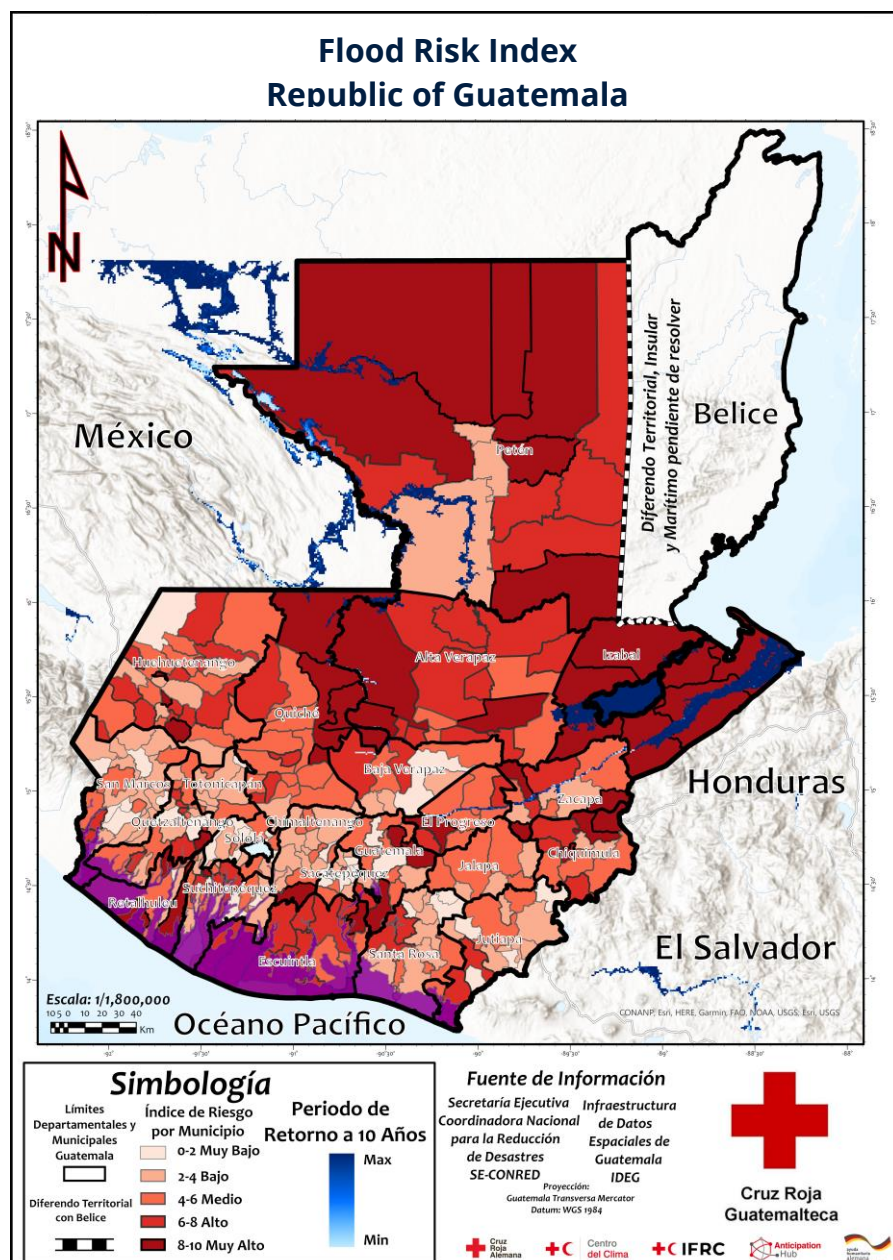 Flood Risk Index
Republic of Guatemala
N
México
Belice
Diferendo Territorial, Insular
y Marítimo pendiente de resolver
Petén
Huehuetenango
Alta Verapaz
Izabal
Quiché
San Marcos
Totonicapán
Baja Verapaz
Zacapa
Honduras
Quetzaltenango
Chimaltenango
El Progreso
Sololá
Guatemala
Chiquimula
Jalapa
Sacatepéquez
Suchitepéquez
Retalhuleu
Jutiapa
Santa Rosa
Escuintla
El Salvador
Escala: 1/1,800,000
10 5 0 10 20 30 40
Km
Océano Pacífico
CONANP, Esri, HERE, Garmin, FAO, NOAA, USGS, Esri, USGS
Simbología
Límites
Departamentales y
Municipales
Guatemala
Diferendo Territorial
con Belice
Índice de Riesgo
por Municipio
0-2 Muy Bajo
2-4 Bajo
4-6 Medio
6-8 Alto
8-10 Muy Alto
Periodo de
Retorno a 10 Años
Max
Min
Fuente de Información
Secretaría Ejecutiva
Coordinadora Nacional
para la Reducción
de Desastres
SE-CONRED
Infraestructura
de Datos
Espaciales de
Guatemala
IDEG
Proyección:
Guatemala Transversa Mercator
Datum: WGS 1984
Cruz Roja
Guatemalteca
Cruz
Roja
Alemana
Centro
del Clima
IFRC
Anticipation
Hub